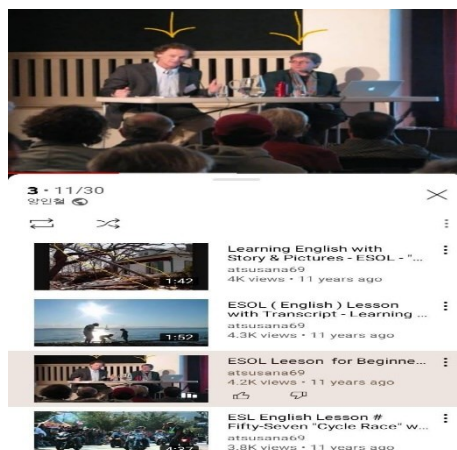 3 • 11/30
양인철
Learning English with
Story & Pictures - ESOL - "...
atsusana69
4K views • 11 years ago
1:42
ESOL ( English ) Lesson
with Transcript - Learning ...
atsusana69
4.3K views • 11 years ago
1:52
ESOL Leeson for Beginne...
atsusana69
4.2K views • 11 years ago
ESL English Lesson #
Fifty-Seven "Cycle Race" w...
atsusana69
3.8K views • 11 years ago
4:27